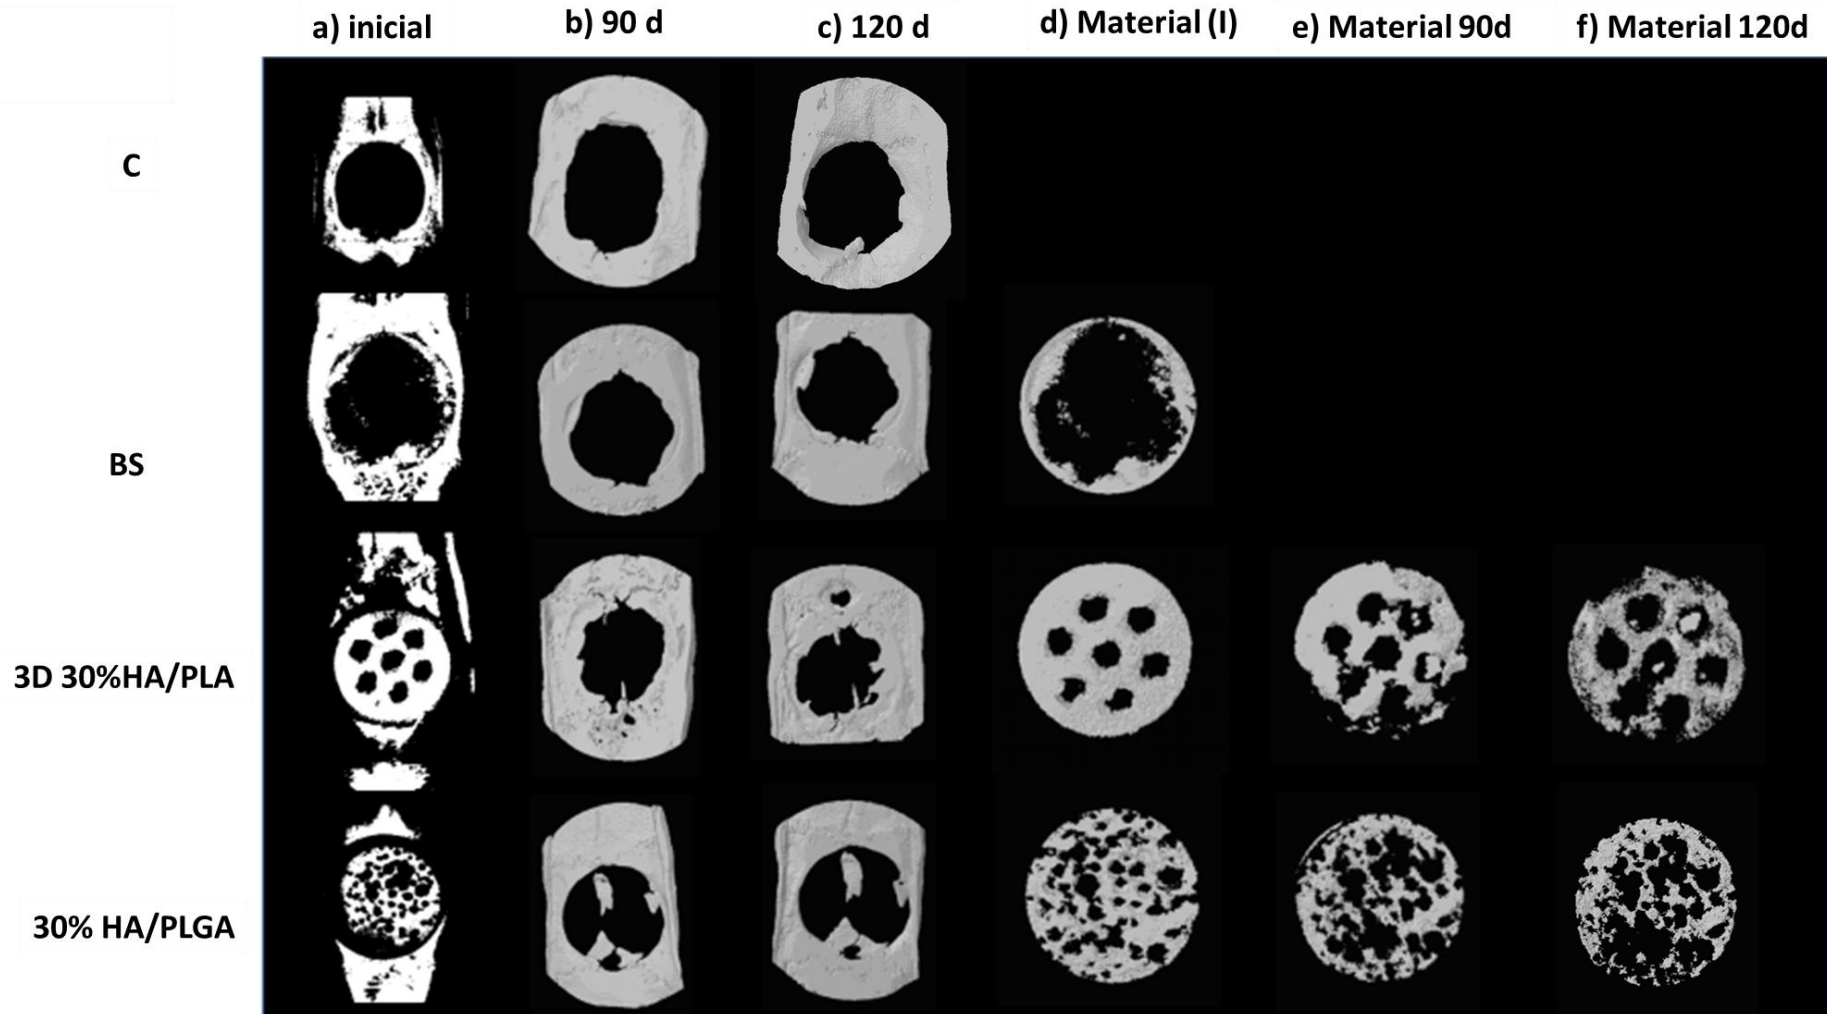 a) inicial
b) 90 d
c) 120 d
d) Material (I)
e) Material 90d
f) Material 120d
C
BS
3D 30%HA/PLA
30% HA/PLGA